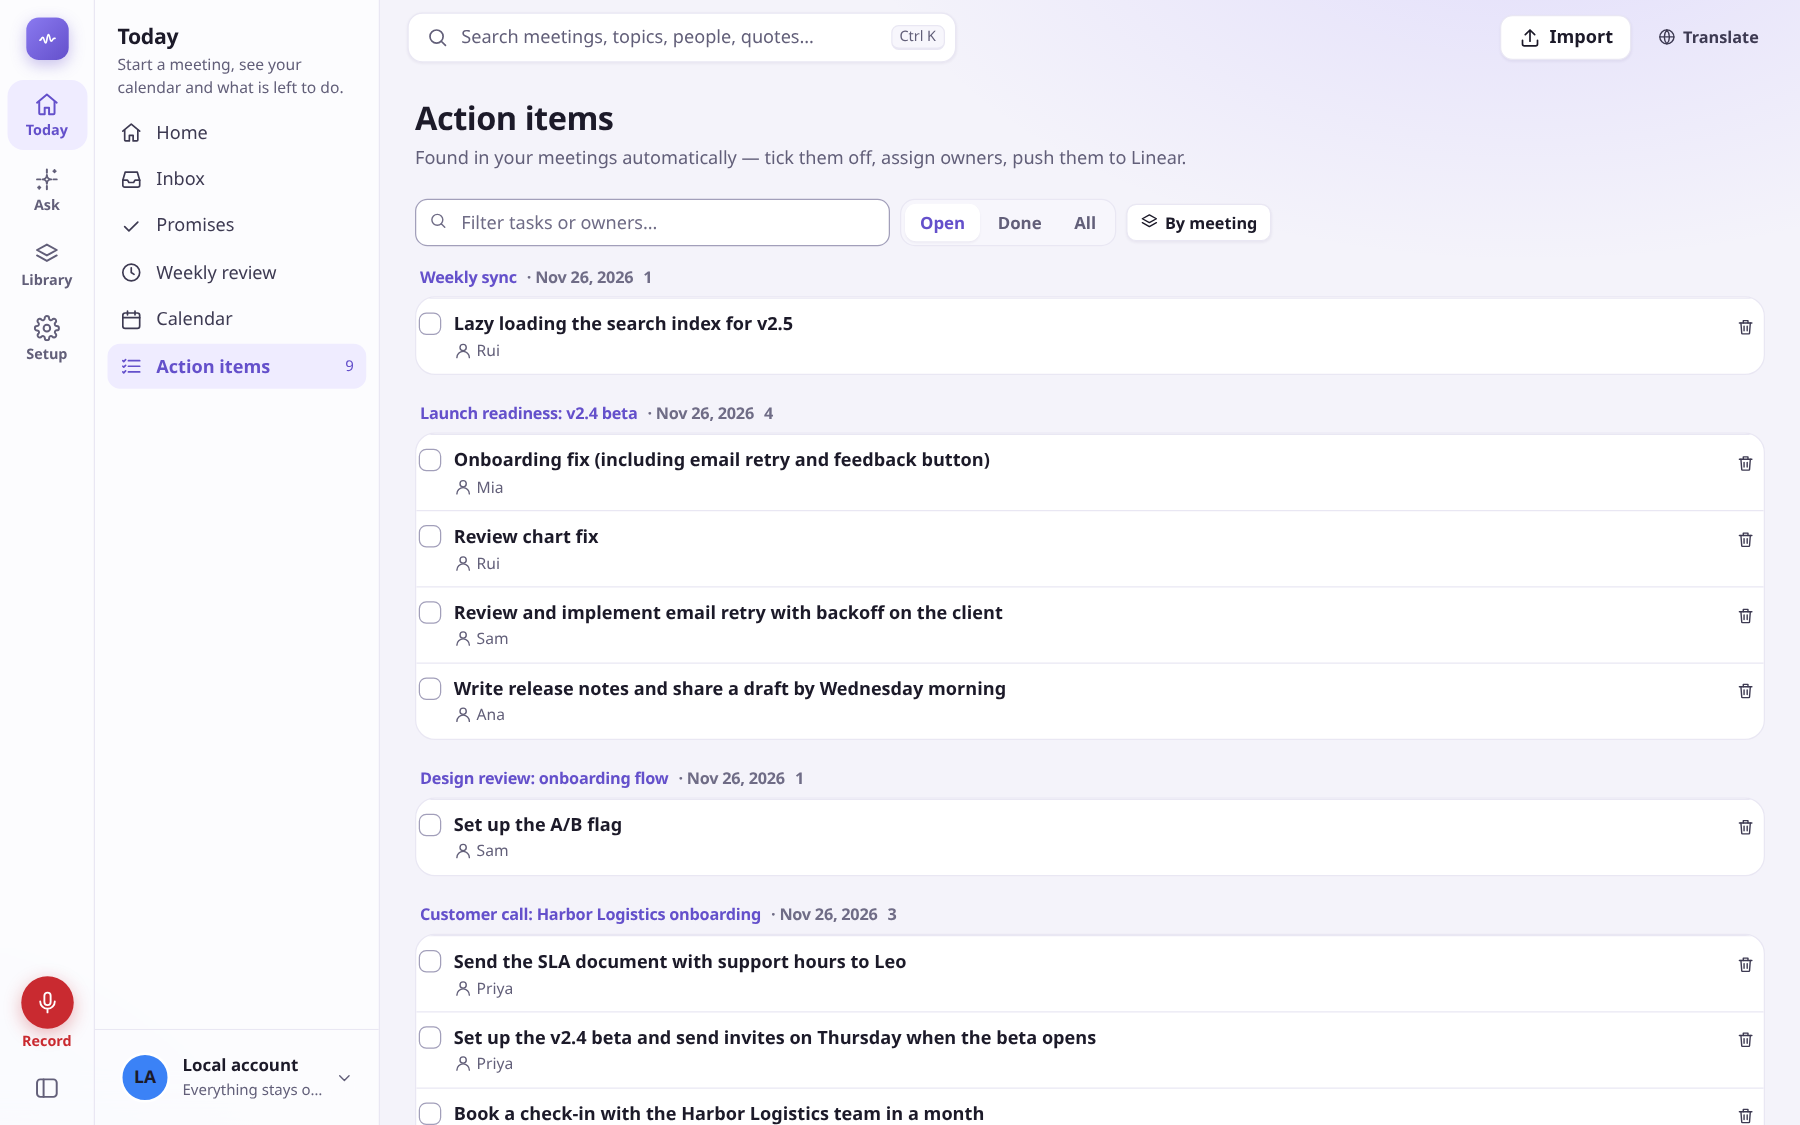 Today
Ask
Library
Setup
Record
Today
Start a meeting, see your
calendar and what is left to do.
Home
Inbox
Promises
Weekly review
Calendar
Action items 9
LA
Local account
Everything stays o...
Search meetings, topics, people, quotes... Ctrl K
Import
Translate
Action items
Found in your meetings automatically — tick them off, assign owners, push them to Linear.
Filter tasks or owners...
Open Done All
By meeting
Weekly sync · Nov 26, 2026 1
Lazy loading the search index for v2.5
Rui
Launch readiness: v2.4 beta · Nov 26, 2026 4
Onboarding fix (including email retry and feedback button)
Mia
Review chart fix
Rui
Review and implement email retry with backoff on the client
Sam
Write release notes and share a draft by Wednesday morning
Ana
Design review: onboarding flow · Nov 26, 2026 1
Set up the A/B flag
Sam
Customer call: Harbor Logistics onboarding · Nov 26, 2026 3
Send the SLA document with support hours to Leo
Priya
Set up the v2.4 beta and send invites on Thursday when the beta opens
Priya
Book a check-in with the Harbor Logistics team in a month